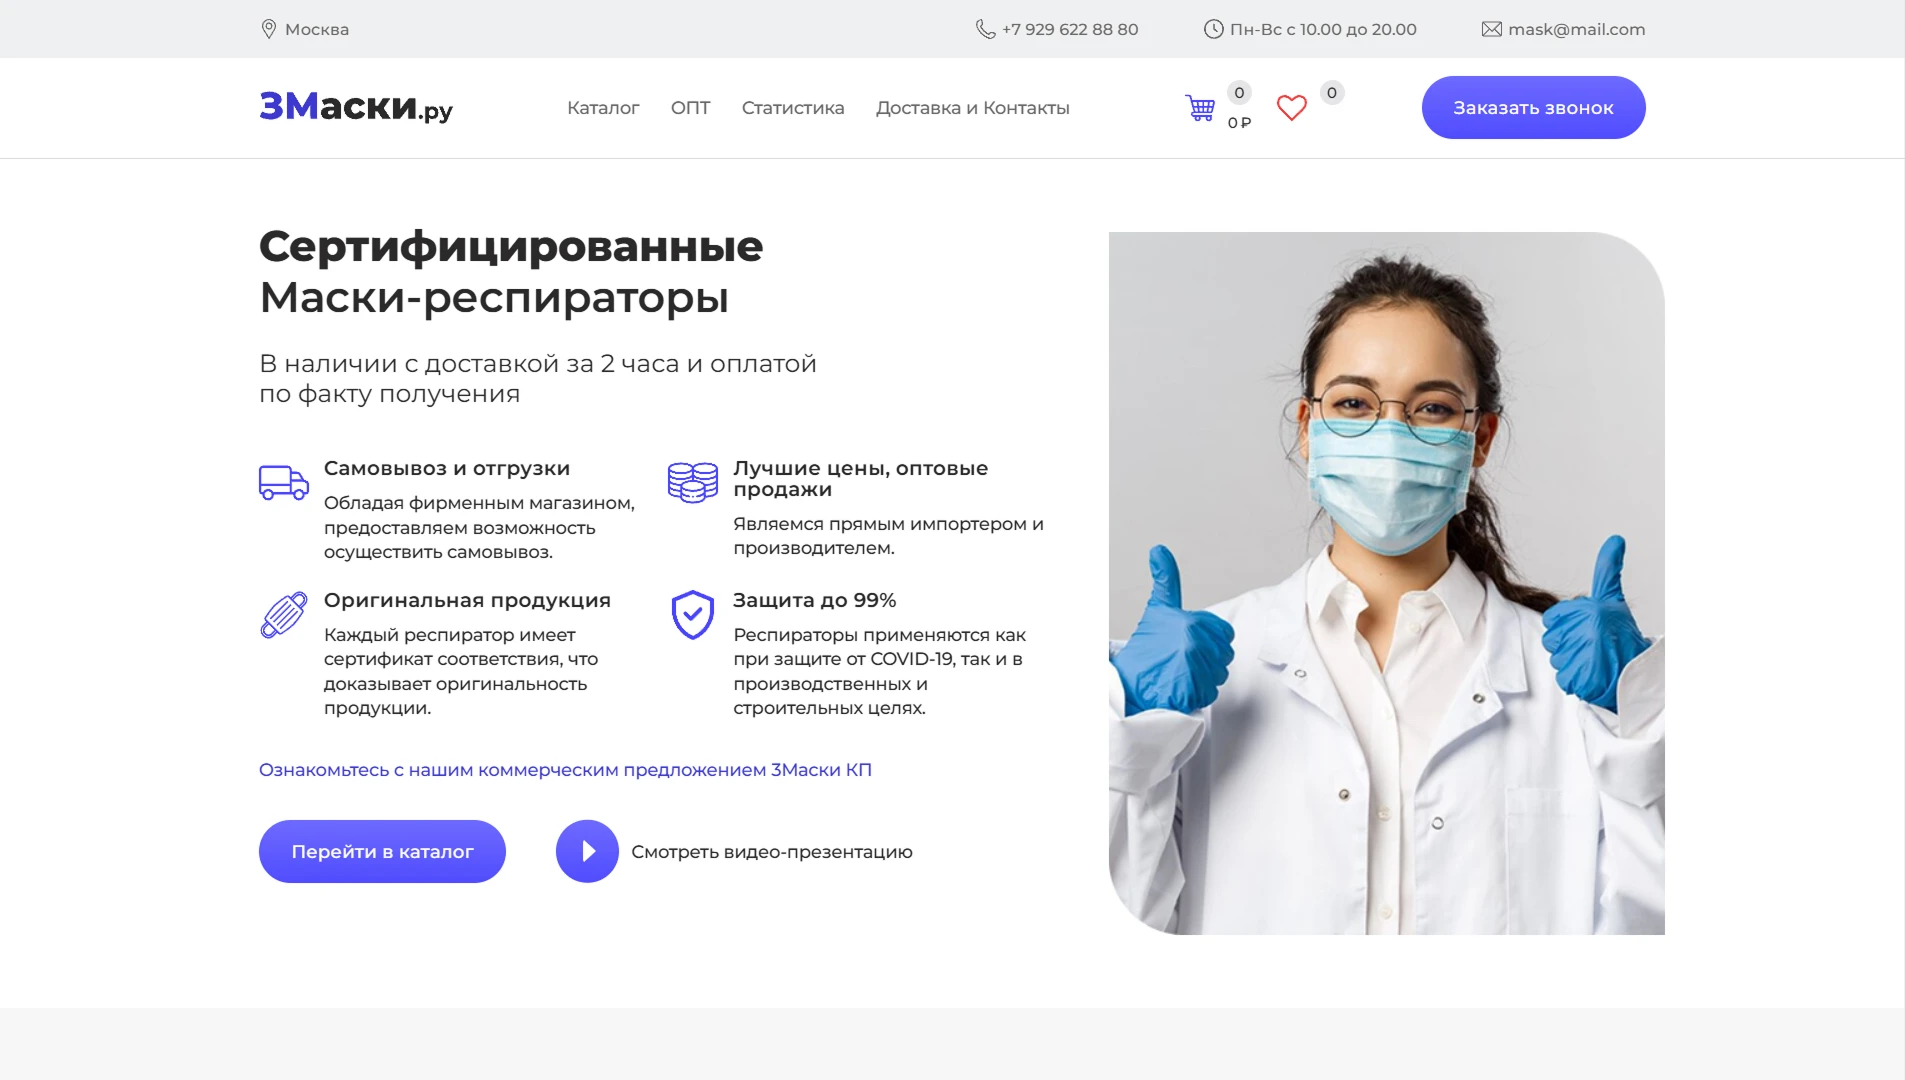 Москва
+7 929 622 88 80
Пн-Вс с 10.00 до 20.00
mask@mail.com
3Маски.ру
Каталог
ОПТ
Статистика
Доставка и Контакты
0
0 ₽
0
Заказать звонок
Сертифицированные
Маски-респираторы
В наличии с доставкой за 2 часа и оплатой
по факту получения
Самовывоз и отгрузки
Обладая фирменным магазином,
предоставляем возможность
осуществить самовывоз.
Лучшие цены, оптовые
продажи
Являемся прямым импортером и
производителем.
Оригинальная продукция
Каждый респиратор имеет
сертификат соответствия, что
доказывает оригинальность
продукции.
Защита до 99%
Респираторы применяются как
при защите от COVID-19, так и в
производственных и
строительных целях.
Ознакомьтесь с нашим коммерческим предложением 3Маски КП
Перейти в каталог
Смотреть видео-презентацию